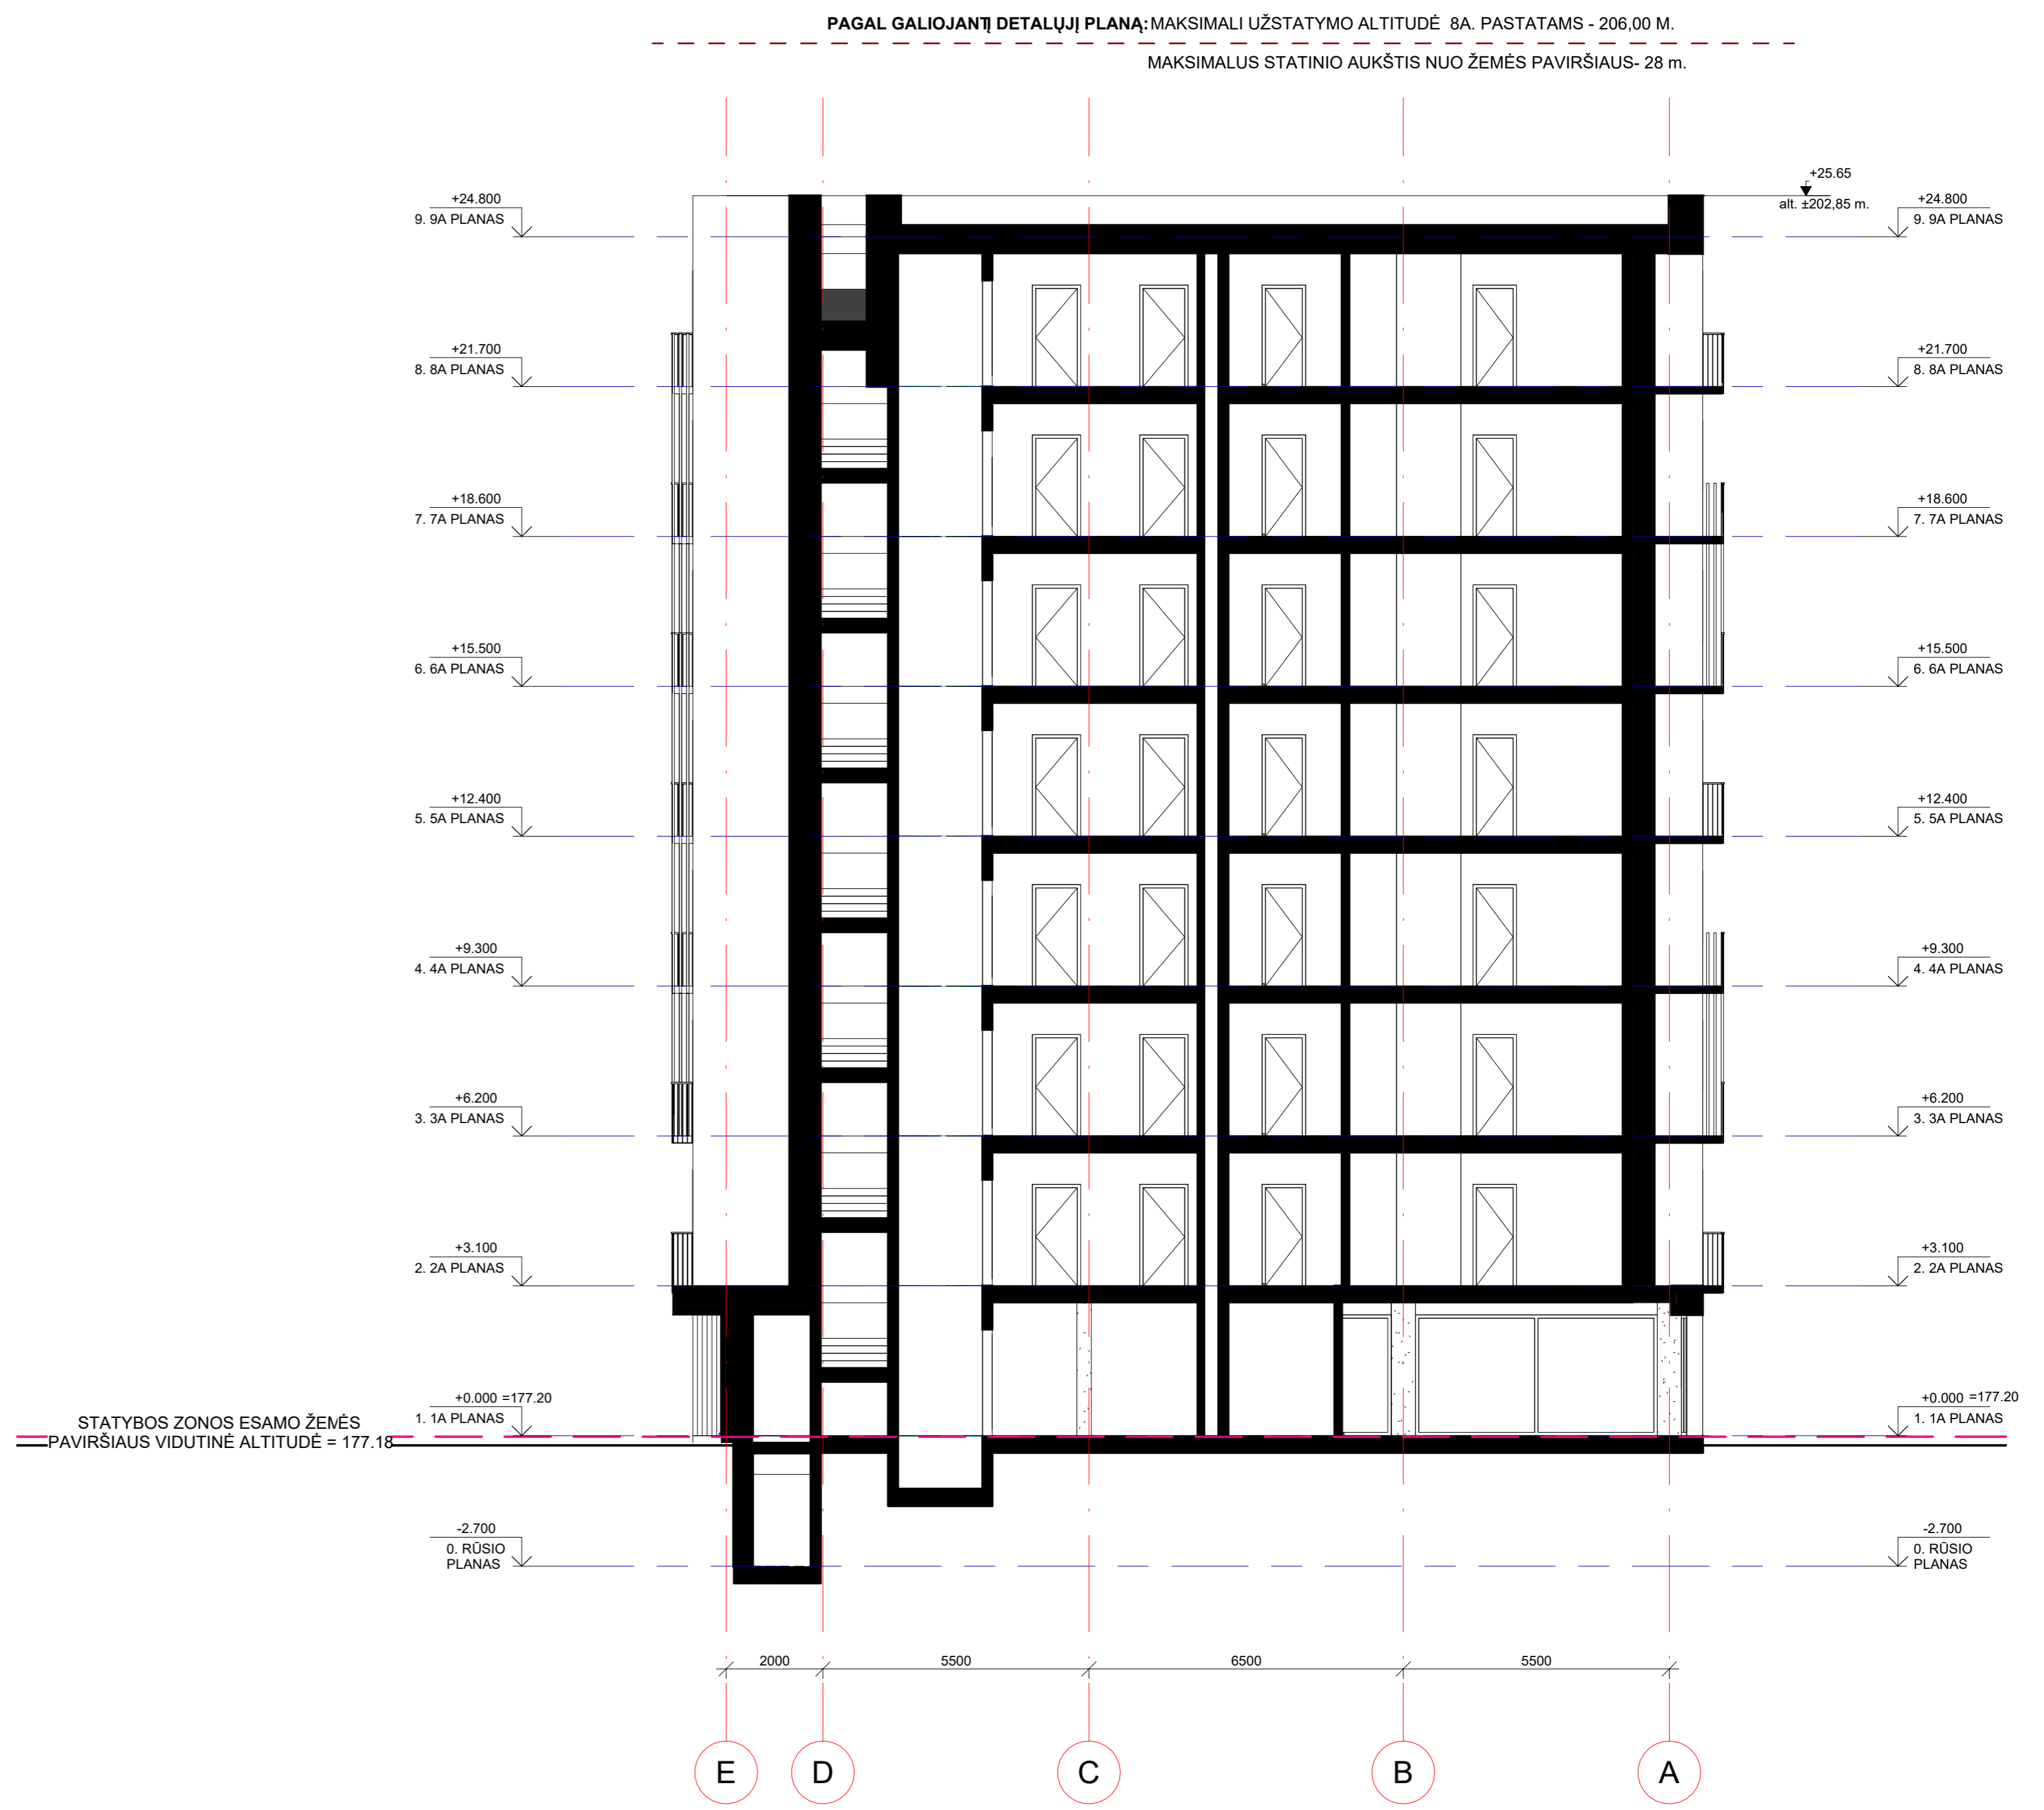 PAGAL GALIOJANTĮ DETALŲJĮ PLANĄ: MAKSIMALI UŽSTATYMO ALTITUDĖ 8A. PASTATAMS - 206,00 M.
MAKSIMALUS STATINIO AUKŠTIS NUO ŽEMĖS PAVIRŠIAUS- 28 m.
+25.65
alt. ±202,85 m.
+24.800
9. 9A PLANAS
+24.800
9. 9A PLANAS
+21.700
8. 8A PLANAS
+21.700
8. 8A PLANAS
+18.600
7. 7A PLANAS
+18.600
7. 7A PLANAS
+15.500
6. 6A PLANAS
+15.500
6. 6A PLANAS
+12.400
5. 5A PLANAS
+12.400
5. 5A PLANAS
+9.300
4. 4A PLANAS
+9.300
4. 4A PLANAS
+6.200
3. 3A PLANAS
+6.200
3. 3A PLANAS
+3.100
2. 2A PLANAS
+3.100
2. 2A PLANAS
+0.000 =177.20
1. 1A PLANAS
+0.000 =177.20
1. 1A PLANAS
STATYBOS ZONOS ESAMO ŽEMĖS
PAVIRŠIAUS VIDUTINĖ ALTITUDĖ = 177.18
-2.700
0. RŪSIO
PLANAS
-2.700
0. RŪSIO
PLANAS
2000 5500 6500 5500
E D C B A